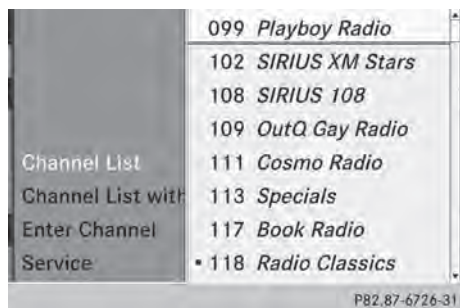 099 Playboy Radio
102 SIRIUS XM Stars
108 SIRIUS 108
109 OutQ Gay Radio
Channel List
111 Cosmo Radio
Channel List with
113 Specials
Enter Channel
117 Book Radio
Service
• 118 Radio Classics
P82.87-6726-31